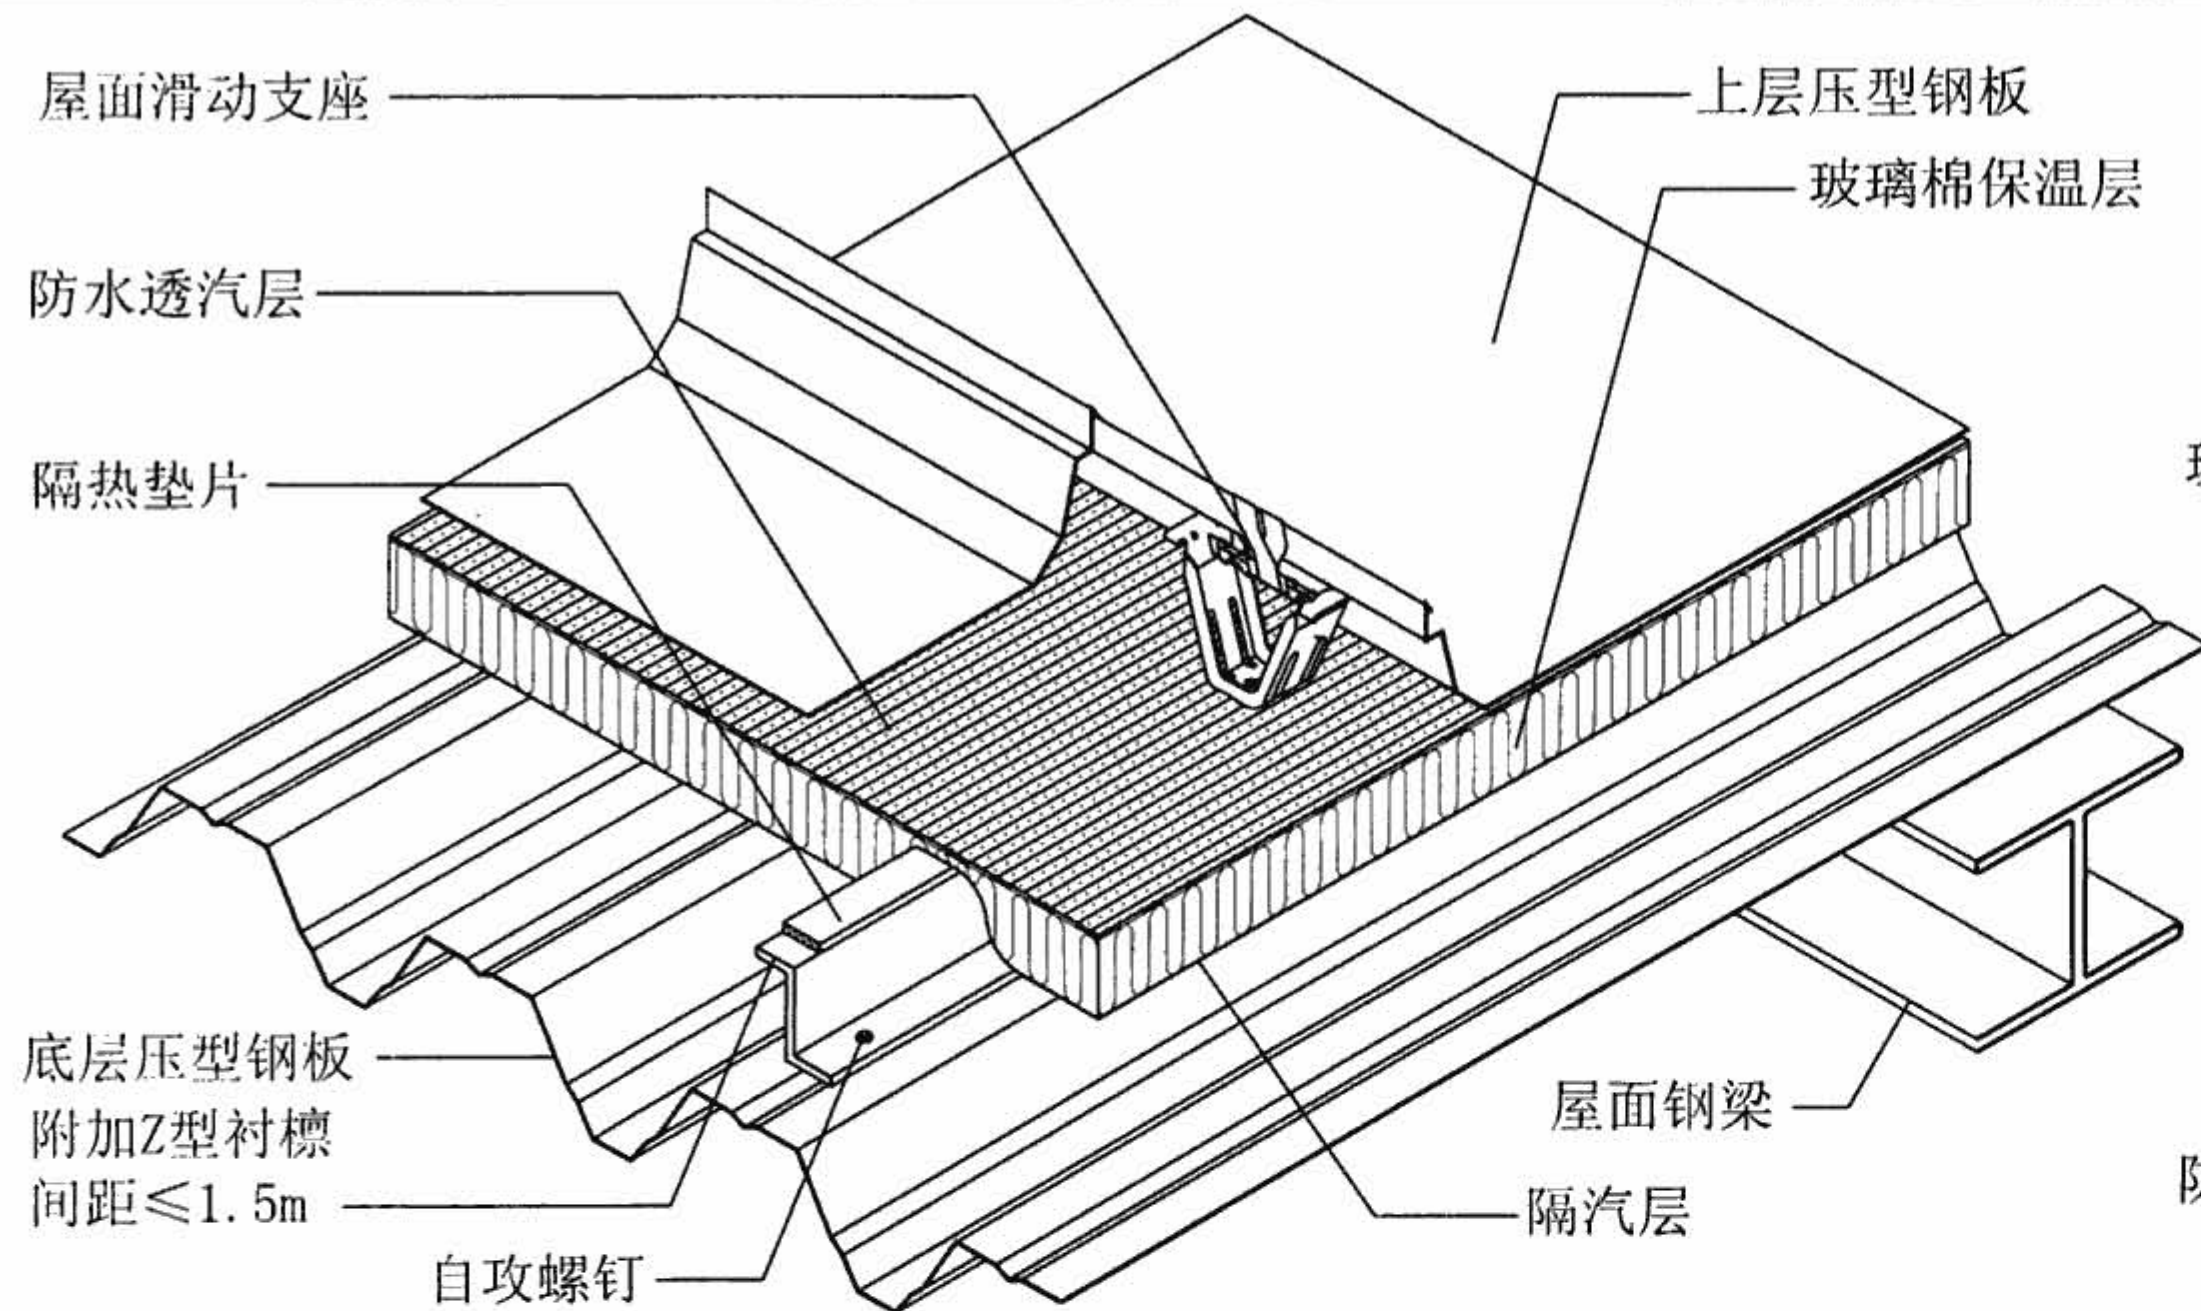 屋面滑动支座
上层压型钢板
玻璃棉保温层
防水透汽层
隔热垫片
底层压型钢板
附加Z型衬檩
间距≤1.5m
自攻螺钉
屋面钢梁
隔汽层